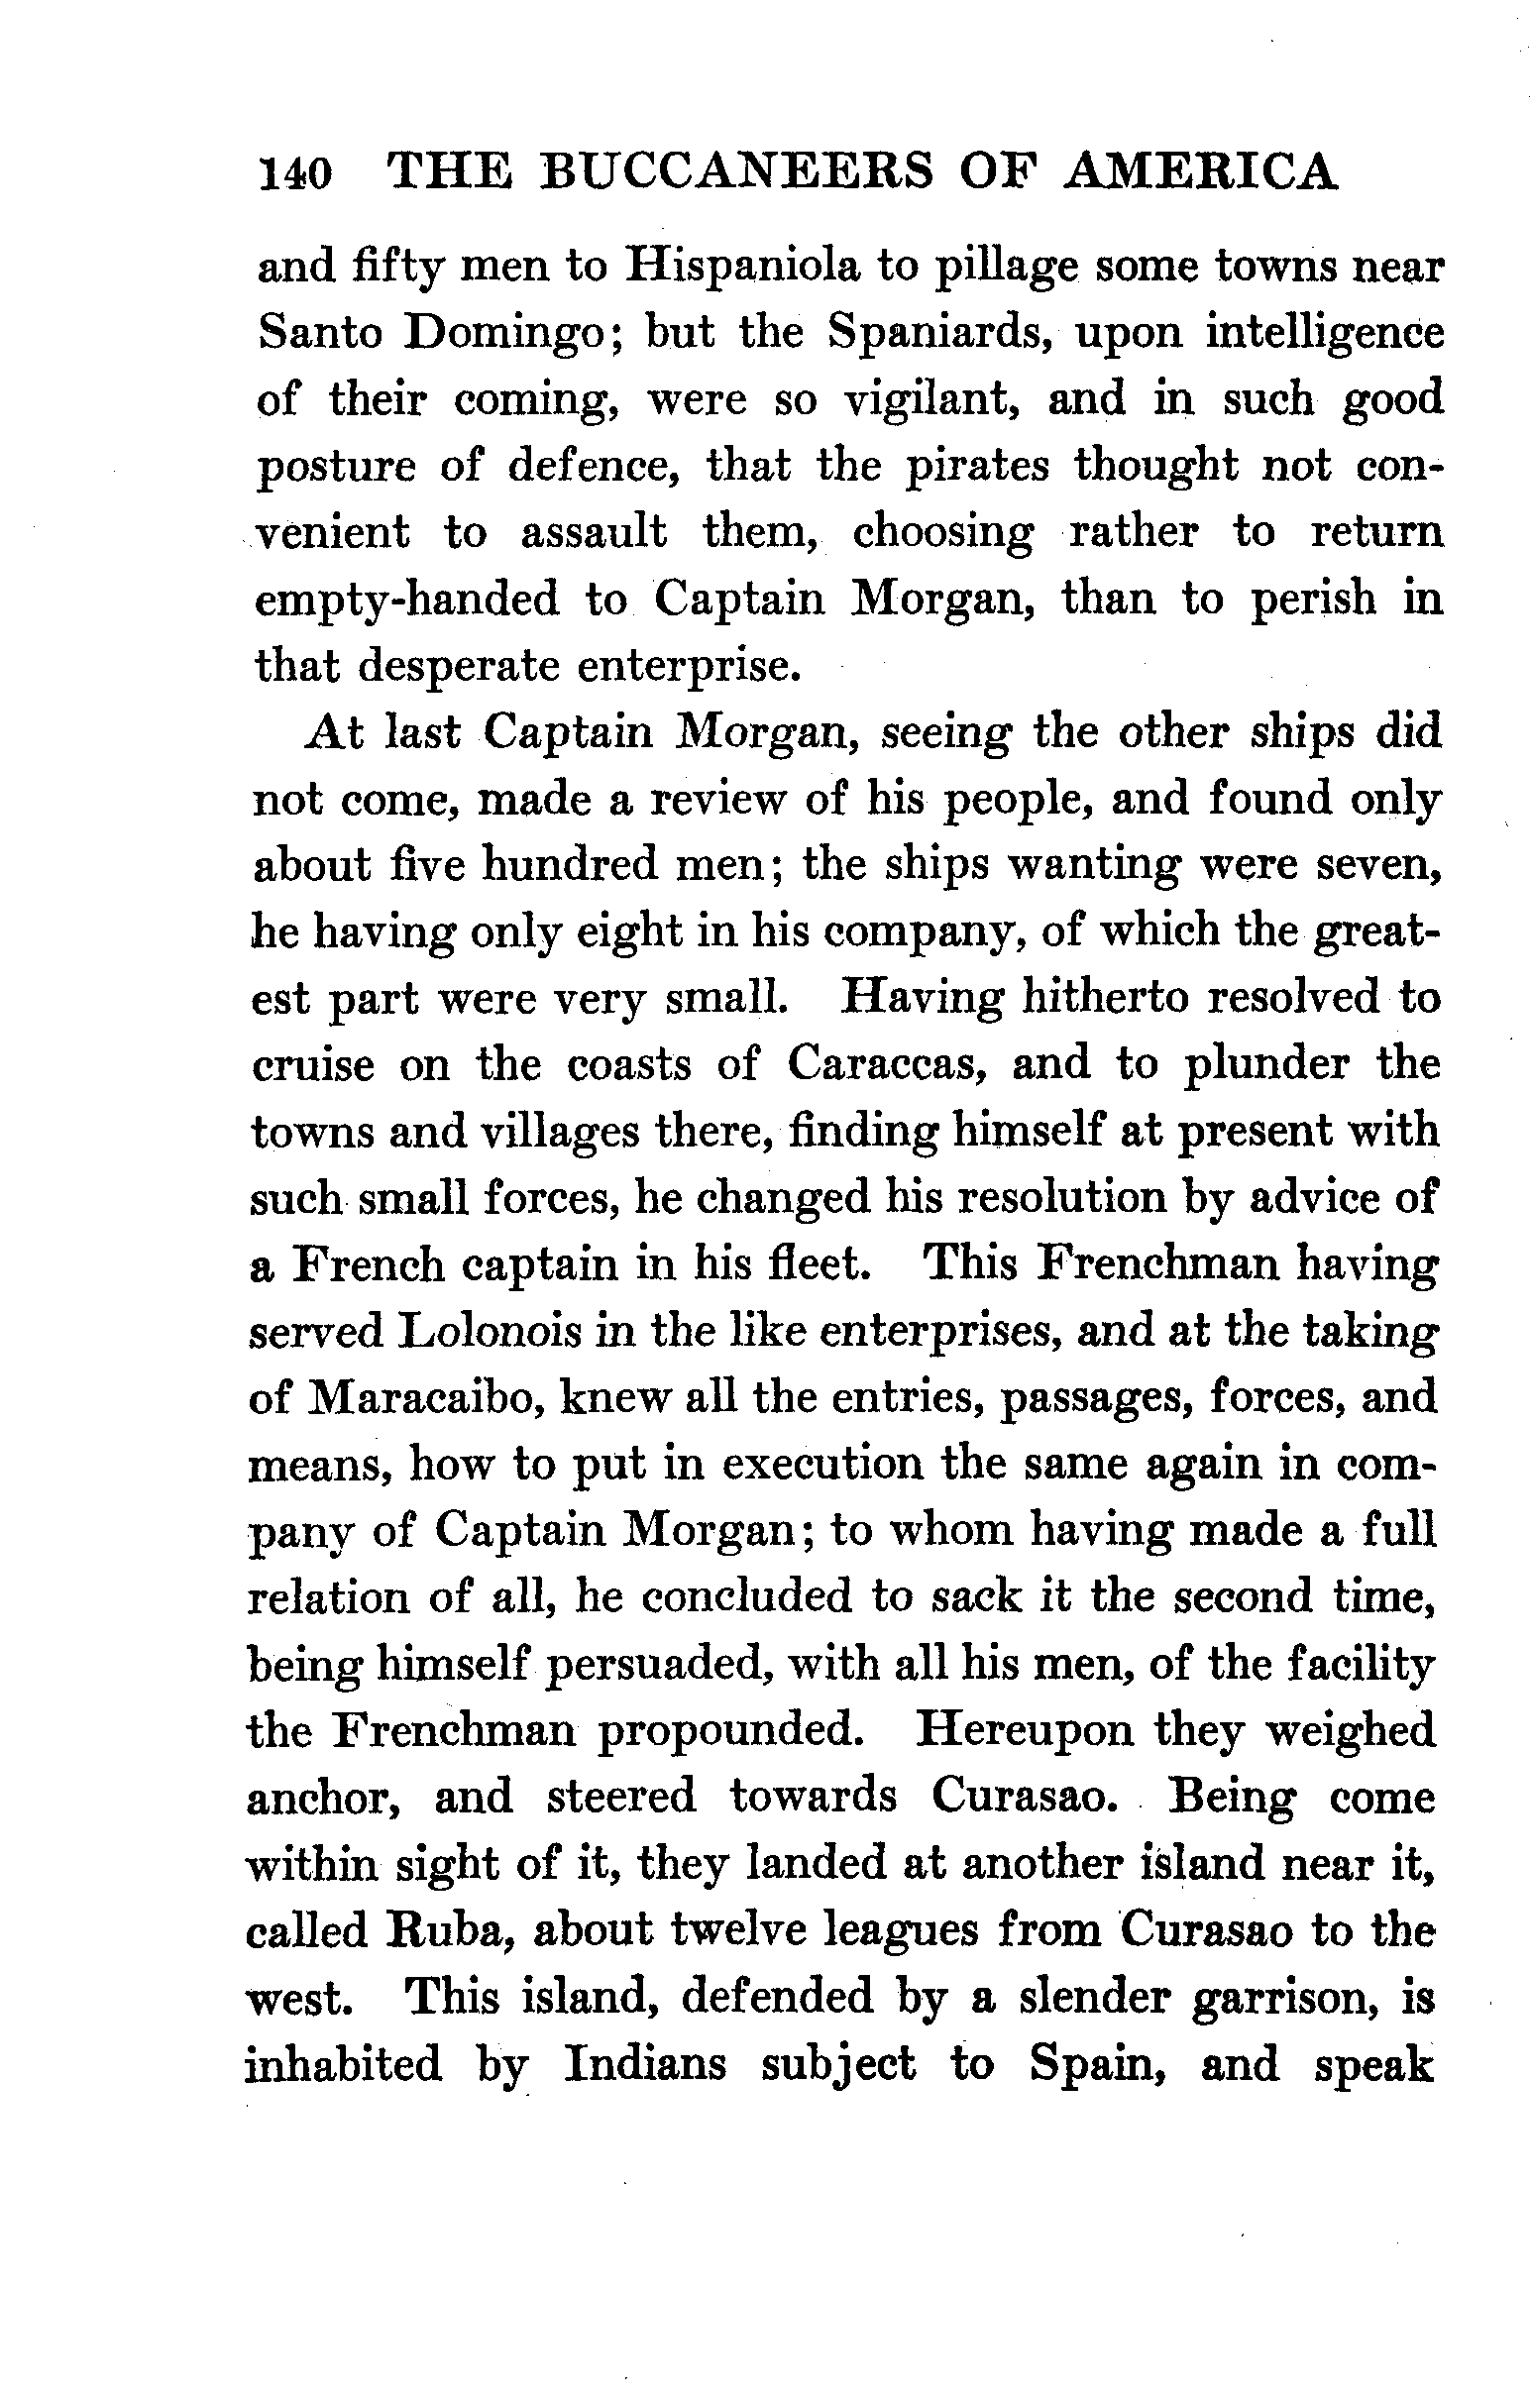 140 THE BUCCANEERS OF AMERICA
and fifty men to Hispaniola to pillage some towns near
Santo Domingo; but the Spaniards, upon intelligence
of their coming, were so vigilant, and in such good
posture of defence, that the pirates thought not con-
venient to assault them, choosing rather to return
empty-handed to Captain Morgan, than to perish in
that desperate enterprise.
At last Captain Morgan, seeing the other ships did
not come, made a review of his people, and found only
about five hundred men; the ships wanting were seven,
he having only eight in his company, of which the great-
est part were very small. Having hitherto resolved to
cruise on the coasts of Caraccas, and to plunder the
towns and villages there, finding himself at present with
such small forces, he changed his resolution by advice of
a French captain in his fleet. This Frenchman having
served Lolonois in the like enterprises, and at the taking
of Maracaibo, knew all the entries, passages, forces, and
means, how to put in execution the same again in com-
pany of Captain Morgan; to whom having made a full
relation of all, he concluded to sack it the second time,
being himself persuaded, with all his men, of the facility
the Frenchman propounded. Hereupon they weighed
anchor, and steered towards Curasao. Being come
within sight of it, they landed at another island near it,
called Ruba, about twelve leagues from Curasao to the
west. This island, defended by a slender garrison, is
inhabited by Indians subject to Spain, and speak